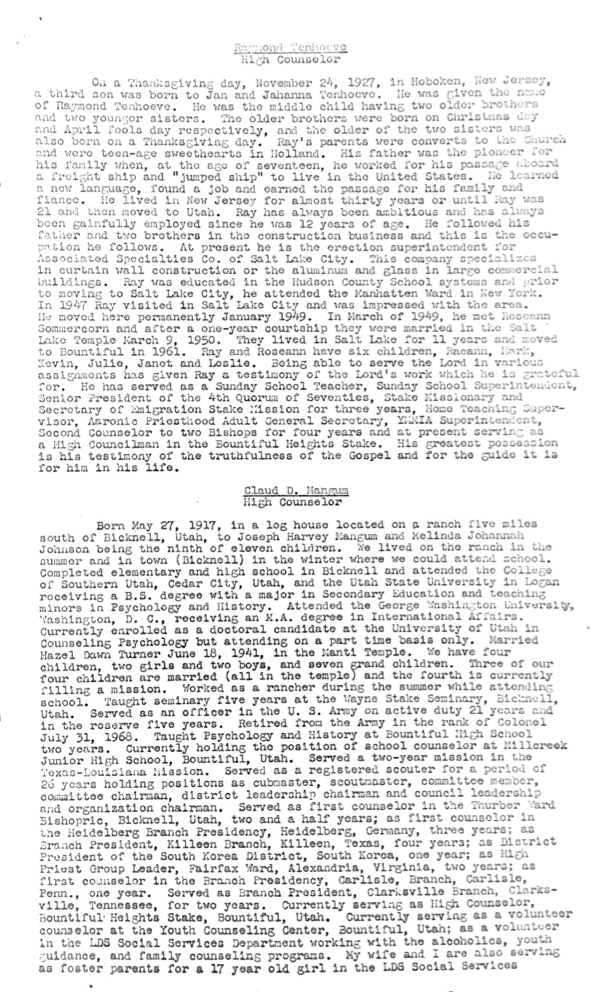 Raymond Tenhoeve
High Counselor
On a Thanksgiving day, November 24, 1927, in Hoboken, New Jersey,
a third son was born to Jan and Jahanna Tenhoeve. He was given the name
of Raymond Tenhoeve. He was the middle child having two older brothers
and two younger sisters. The older brothers were born on Christmas day
and April fools day respectively, and the older of the two sisters was
also born on a Thanksgiving day. Ray's parents were converts to the Church
and were teen-age sweethearts in Holland. His father was the pioneer for
his family when, at the age of seventeen, he worked for his passage aboard
a freight ship and "jumped ship" to live in the United States. He learned
a new language, found a job and earned the passage for his family and
fiance. He lived in New Jersey for almost thirty years or until Ray was
21 and then moved to Utah. Ray has always been ambitious and has always
been gainfully employed since he was 12 years of age. He followed his
father and two brothers in the construction business and this is the occu-
pation he follows. At present he is the erection superintendent for
Associated Specialties Co. of Salt Lake City. This company specializes
in curtain wall construction or the aluminum and glass in large commercial
buildings. Ray was educated in the Hudson County School systems and prior
to moving to Salt Lake City, he attended the Manhatten Ward in New York.
In 1947 Ray visited in Salt Lake City and was impressed with the area.
He moved here permanently January 1949. In March of 1949, he met Roseann
Sommercorn and after a one-year courtship they were married in the Salt
Lake Temple March 9, 1950. They lived in Salt Lake for 11 years and moved
to Bountiful in 1961. Ray and Roseann have six children, Raeann, Mark,
Kevin, Julie, Janet and Leslie. Being able to serve the Lord in various
assignments has given Ray a testimony of the Lord's work which he is grateful
for. He has served as a Sunday School Teacher, Sunday School Superintendent,
Senior President of the 4th Quorum of Seventies, Stake Missionary and
Secretary of Emigration Stake Mission for three years, Home Teaching Super-
visor, Aaronic Priesthood Adult General Secretary, YMMIA Superintendent,
Second Counselor to two Bishops for four years and at present serving as
a High Councilman in the Bountiful Heights Stake. His greatest possession
is his testimony of the truthfulness of the Gospel and for the guide it is
for him in his life.
Claud D. Mangum
High Counselor
Born May 27, 1917, in a log house located on a ranch five miles
south of Bicknell, Utah, to Joseph Harvey Mangum and Melinda Johannah
Johnson being the ninth of eleven children. We lived on the ranch in the
summer and in town (Bicknell) in the winter where we could attend school.
Completed elementary and high school in Bicknell and attended the College
of Southern Utah, Cedar City, Utah, and the Utah State University in Logan
receiving a B.S. degree with a major in Secondary Education and teaching
minors in Psychology and History. Attended the George Washington University,
Washington, D. C., receiving an M.A. degree in International Affairs.
Currently enrolled as a doctoral candidate at the University of Utah in
Counseling Psychology but attending on a part time basis only. Married
Hazel Dawn Turner June 18, 1941, in the Manti Temple. We have four
children, two girls and two boys, and seven grand children. Three of our
four children are married (all in the temple) and the fourth is currently
filling a mission. Worked as a rancher during the summer while attending
school. Taught seminary five years at the Wayne Stake Seminary, Bicknell,
Utah. Served as an officer in the U. S. Army on active duty 21 years and
in the reserve five years. Retired from the Army in the rank of Colonel
July 31, 1968. Taught Psychology and History at Bountiful High School
two years. Currently holding the position of school counselor at Millcreek
Junior High School, Bountiful, Utah. Served a two-year mission in the
Texas-Louisiana Mission. Served as a registered scouter for a period of
26 years holding positions as cubmaster, scoutmaster, committee member,
committee chairman, district leadership chairman and council leadership
and organization chairman. Served as first counselor in the Thurber Ward
Bishopric, Bicknell, Utah, two and a half years; as first counselor in
the Heidelberg Branch Presidency, Heidelberg, Germany, three years; as
Branch President, Killeen Branch, Killeen, Texas, four years; as District
President of the South Korea District, South Korea, one year; as High
Priest Group Leader, Fairfax Ward, Alexandria, Virginia, two years; as
first counselor in the Branch Presidency, Carlisle, Branch, Carlisle,
Penn., one year. Served as Branch President, Clarksville Branch, Clarks-
ville, Tennessee, for two years. Currently serving as High Counselor,
Bountiful Heights Stake, Bountiful, Utah. Currently serving as a volunteer
counselor at the Youth Counseling Center, Bountiful, Utah; as a volunteer
in the LDS Social Services Department working with the alcoholics, youth
guidance, and family counseling programs. My wife and I are also serving
as foster parents for a 17 year old girl in the LDS Social Services